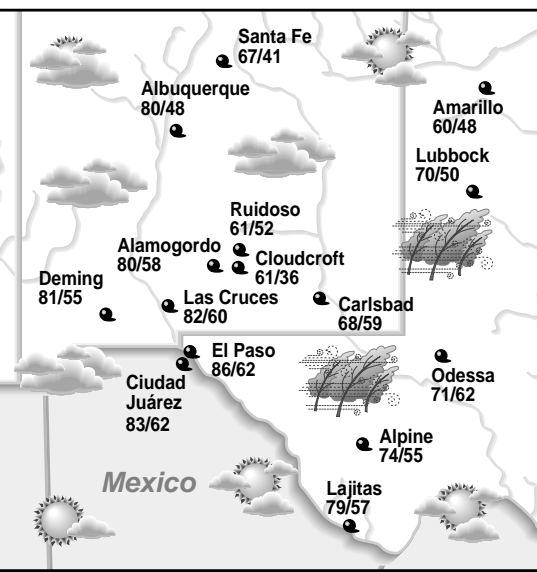 Santa Fe
67/41
Albuquerque
80/48
Amarillo
60/48
Lubbock
70/50
Ruidoso
61/52
Alamogordo
80/58
Cloudcroft
61/36
Deming
81/55
Las Cruces
82/60
Carlsbad
68/59
El Paso
86/62
Ciudad
Juárez
83/62
Odessa
71/62
Alpine
74/55
Mexico
Lajitas
79/57